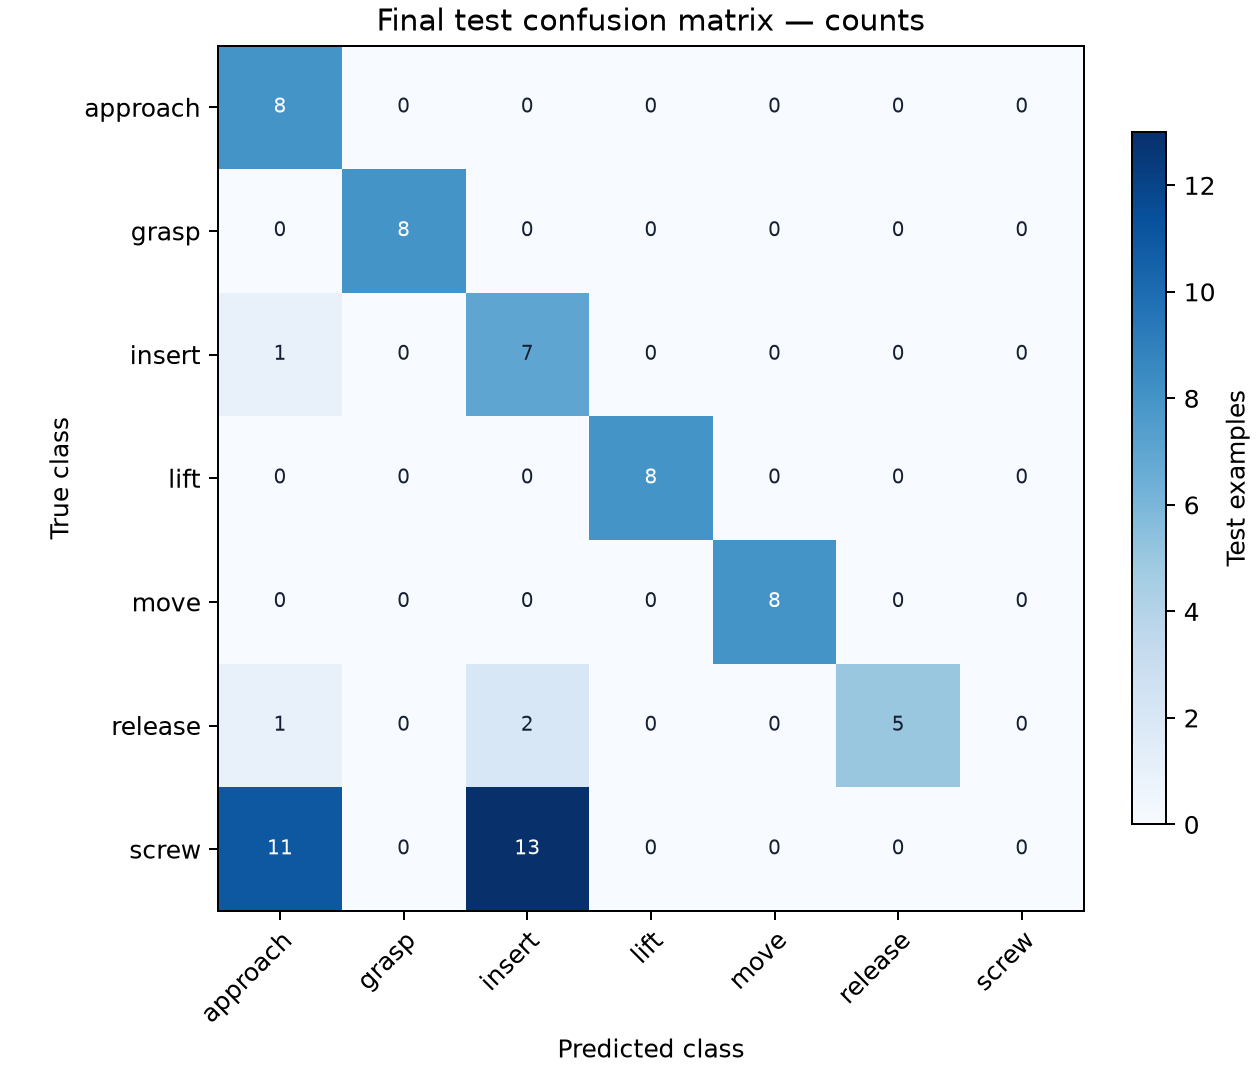 Final test confusion matrix — counts
approach 8 0 0 0 0 0 0
grasp 0 8 0 0 0 0 0
insert 1 0 7 0 0 0 0
lift 0 0 0 8 0 0 0
move 0 0 0 0 8 0 0
release 1 0 2 0 0 5 0
screw 11 0 13 0 0 0 0
approach grasp insert lift move release screw
Predicted class
True class
12
10
8
6
4
2
0
Test examples